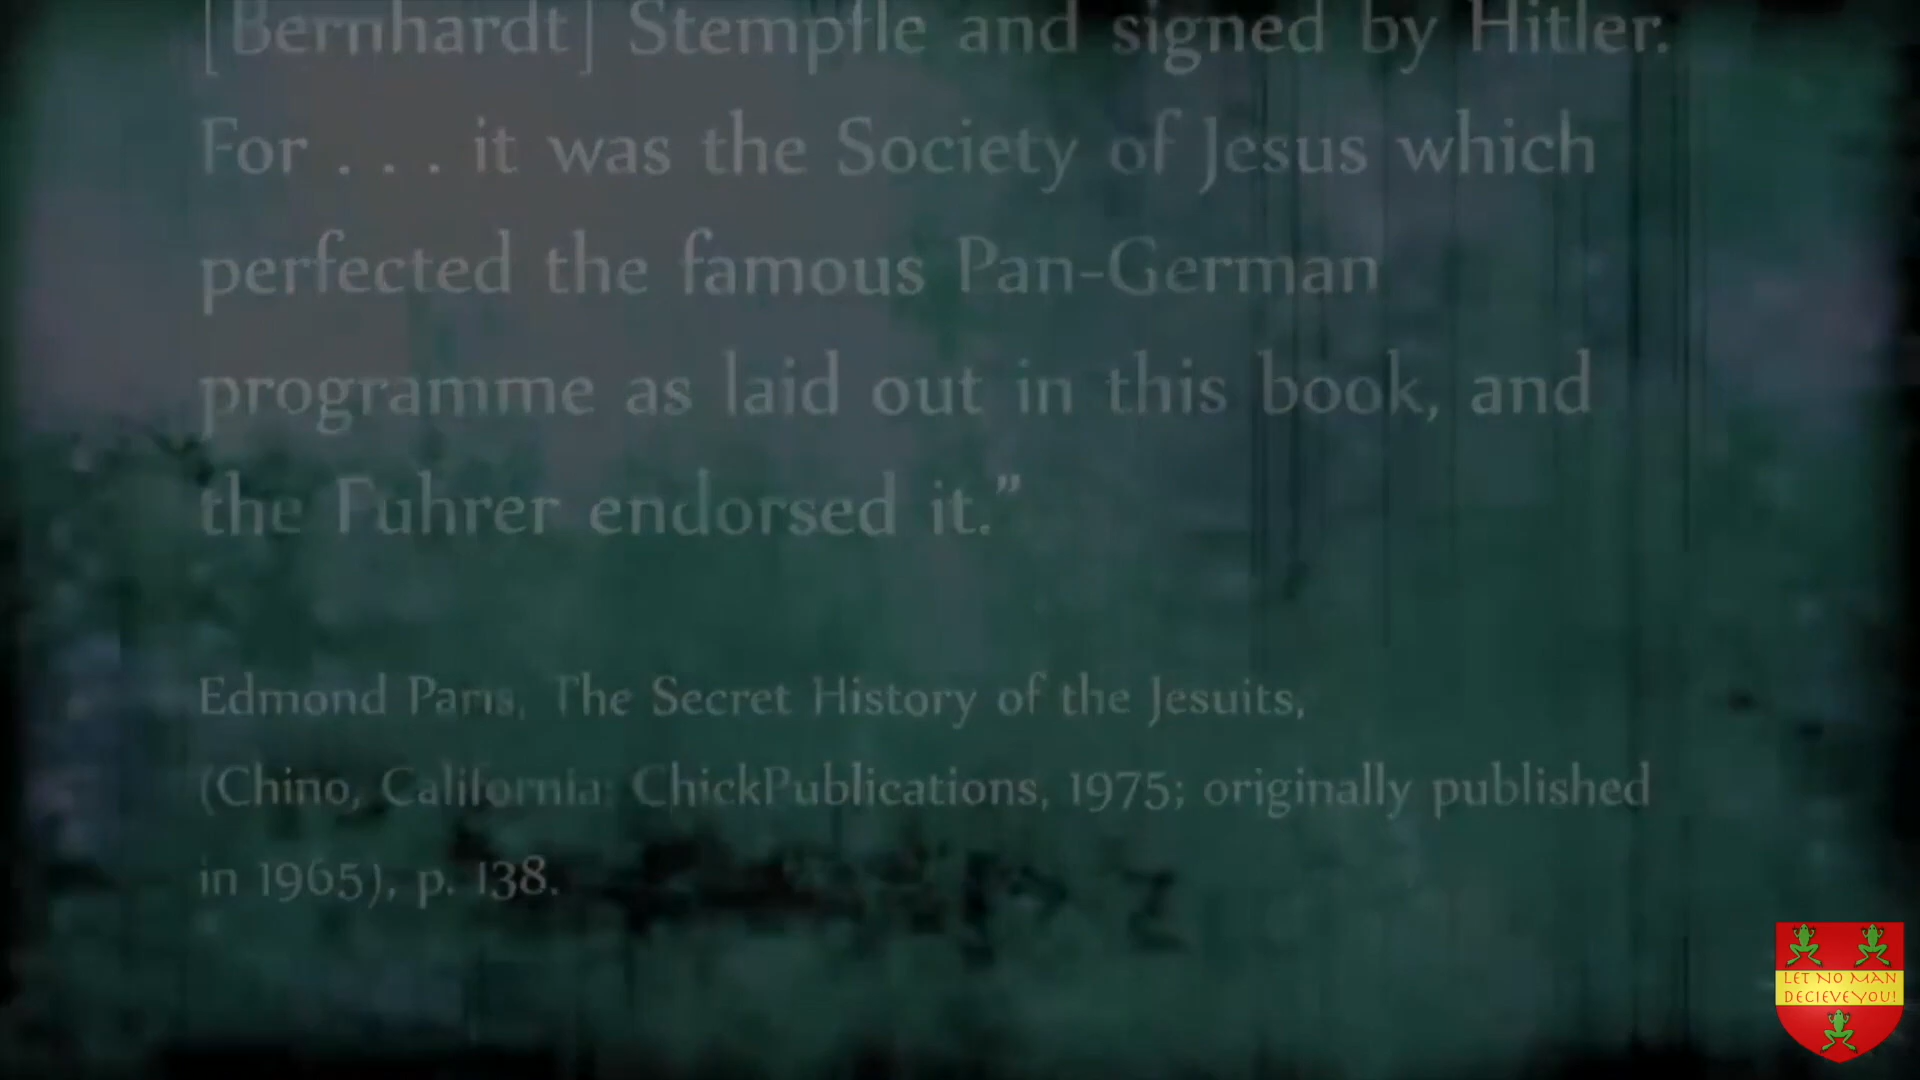 [Bernhardt] Stempfle and signed by Hitler.
For . . . it was the Society of Jesus which
perfected the famous Pan-German
programme as laid out in this book, and
the Fuhrer endorsed it.”
Edmond Paris, The Secret History of the Jesuits,
(Chino, California: ChickPublications, 1975; originally published
in 1965), p. 138.
LET NO MAN
DECIEVE YOU!